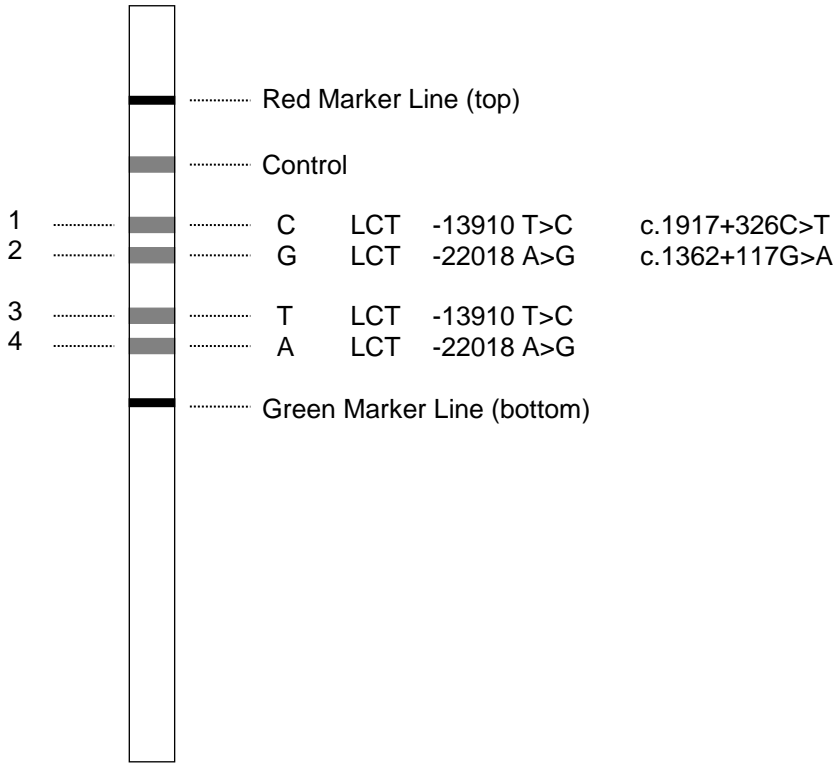 Red Marker Line (top)
Control
1 C LCT -13910 T>C c.1917+326C>T
2 G LCT -22018 A>G c.1362+117G>A
3 T LCT -13910 T>C
4 A LCT -22018 A>G
Green Marker Line (bottom)